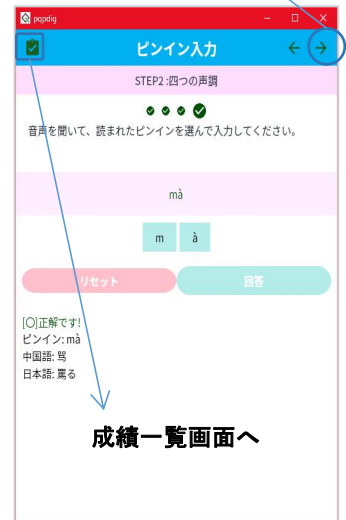 pqpdig
ピンイン入力
STEP2 :四つの声調
音声を聞いて、読まれたピンインを選んで入力してください。
mà
m à
リセット 回答
[〇]正解です!
ピンイン: mà
中国語: 骂
日本語: 罵る
成績一覧画面へ